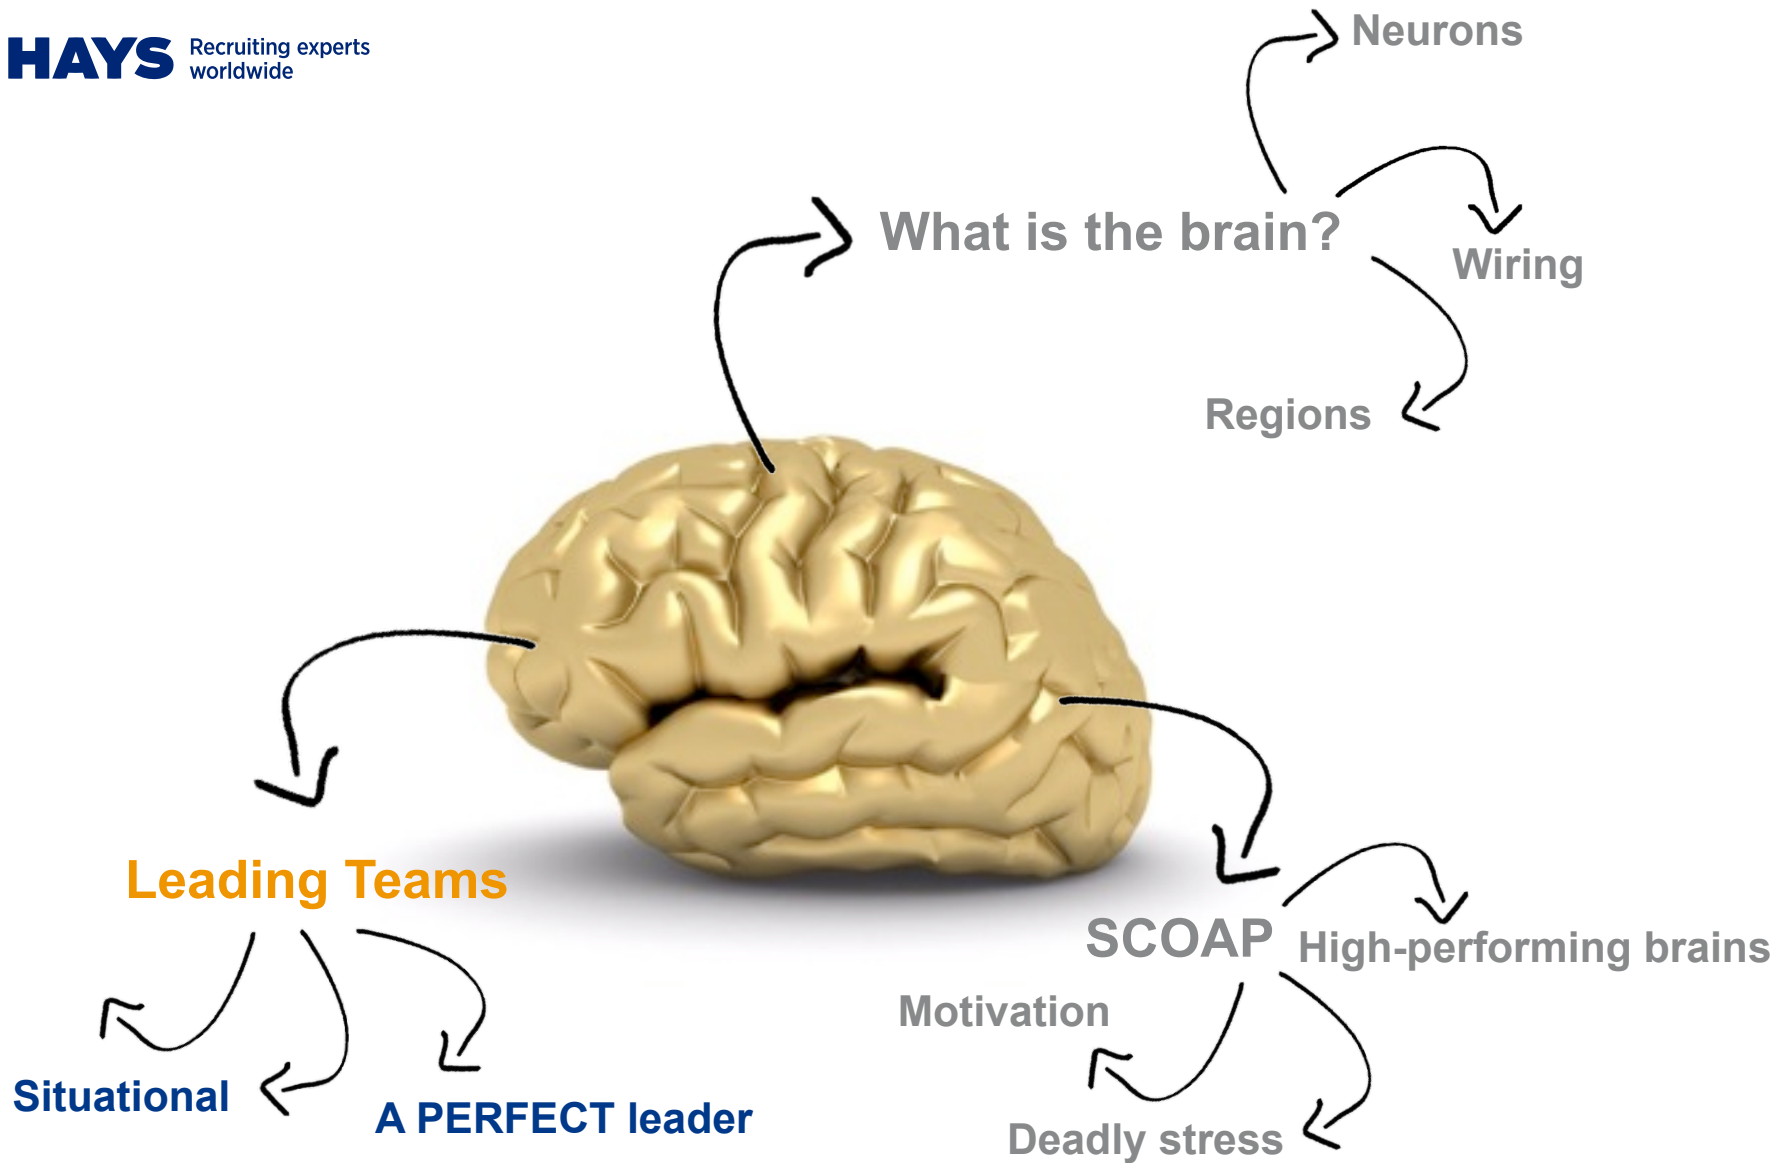 HAYS
Recruiting experts
worldwide
Neurons
What is the brain?
Wiring
Regions
Leading Teams
SCOAP
High-performing brains
Motivation
Situational
A PERFECT leader
Deadly stress